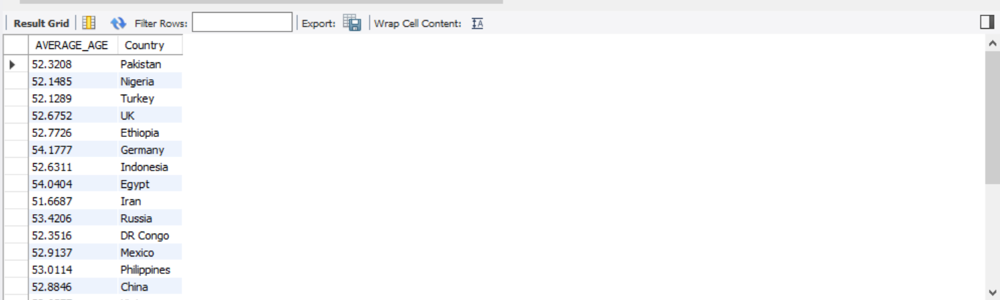 Result Grid Filter Rows: Export: Wrap Cell Content: IA
AVERAGE_AGE Country
52.3208 Pakistan
52.1485 Nigeria
52.1289 Turkey
52.6752 UK
52.7726 Ethiopia
54.1777 Germany
52.6311 Indonesia
54.0404 Egypt
51.6687 Iran
53.4206 Russia
52.3516 DR Congo
52.9137 Mexico
53.0114 Philippines
52.8846 China